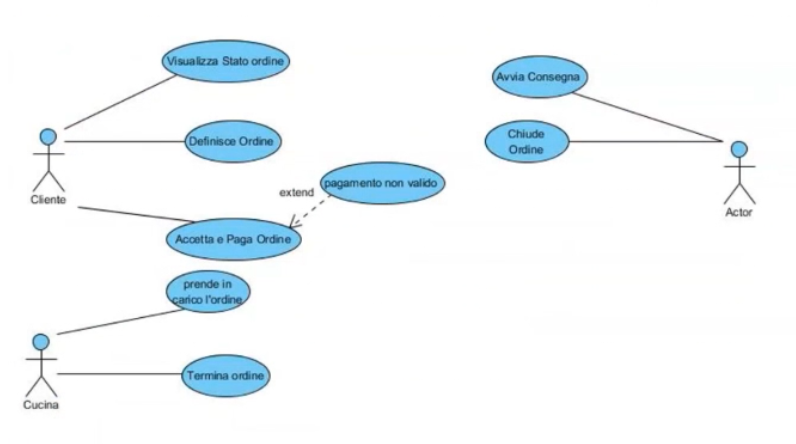 Visualizza Stato ordine
Avvia Consegna
Definisce Ordine
Chiude
Ordine
extend
pagamento non valido
Cliente
Actor
Accetta e Paga Ordine
prende in
carico l'ordine
Termina ordine
Cucina